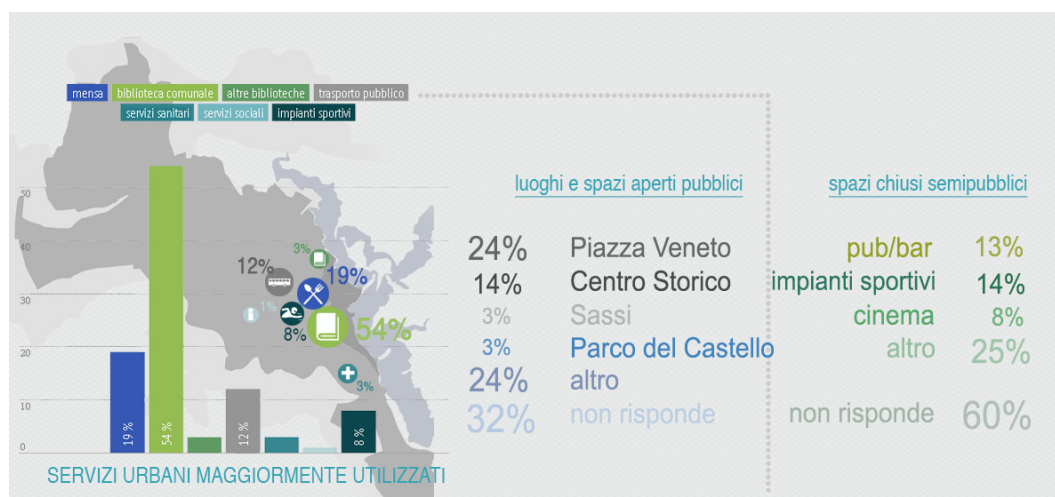 mensa biblioteca comunale altre biblioteche trasporto pubblico
servizi sanitari servizi sociali impianti sportivi
50
40
30
20
10
0
3%
12%
19%
1%
8%
54%
3%
19 %
54 %
12 %
8 %
SERVIZI URBANI MAGGIORMENTE UTILIZZATI
luoghi e spazi aperti pubblici
24% Piazza Veneto
14% Centro Storico
3% Sassi
3% Parco del Castello
24% altro
32% non risponde
spazi chiusi semipubblici
pub/bar 13%
impianti sportivi 14%
cinema 8%
altro 25%
non risponde 60%